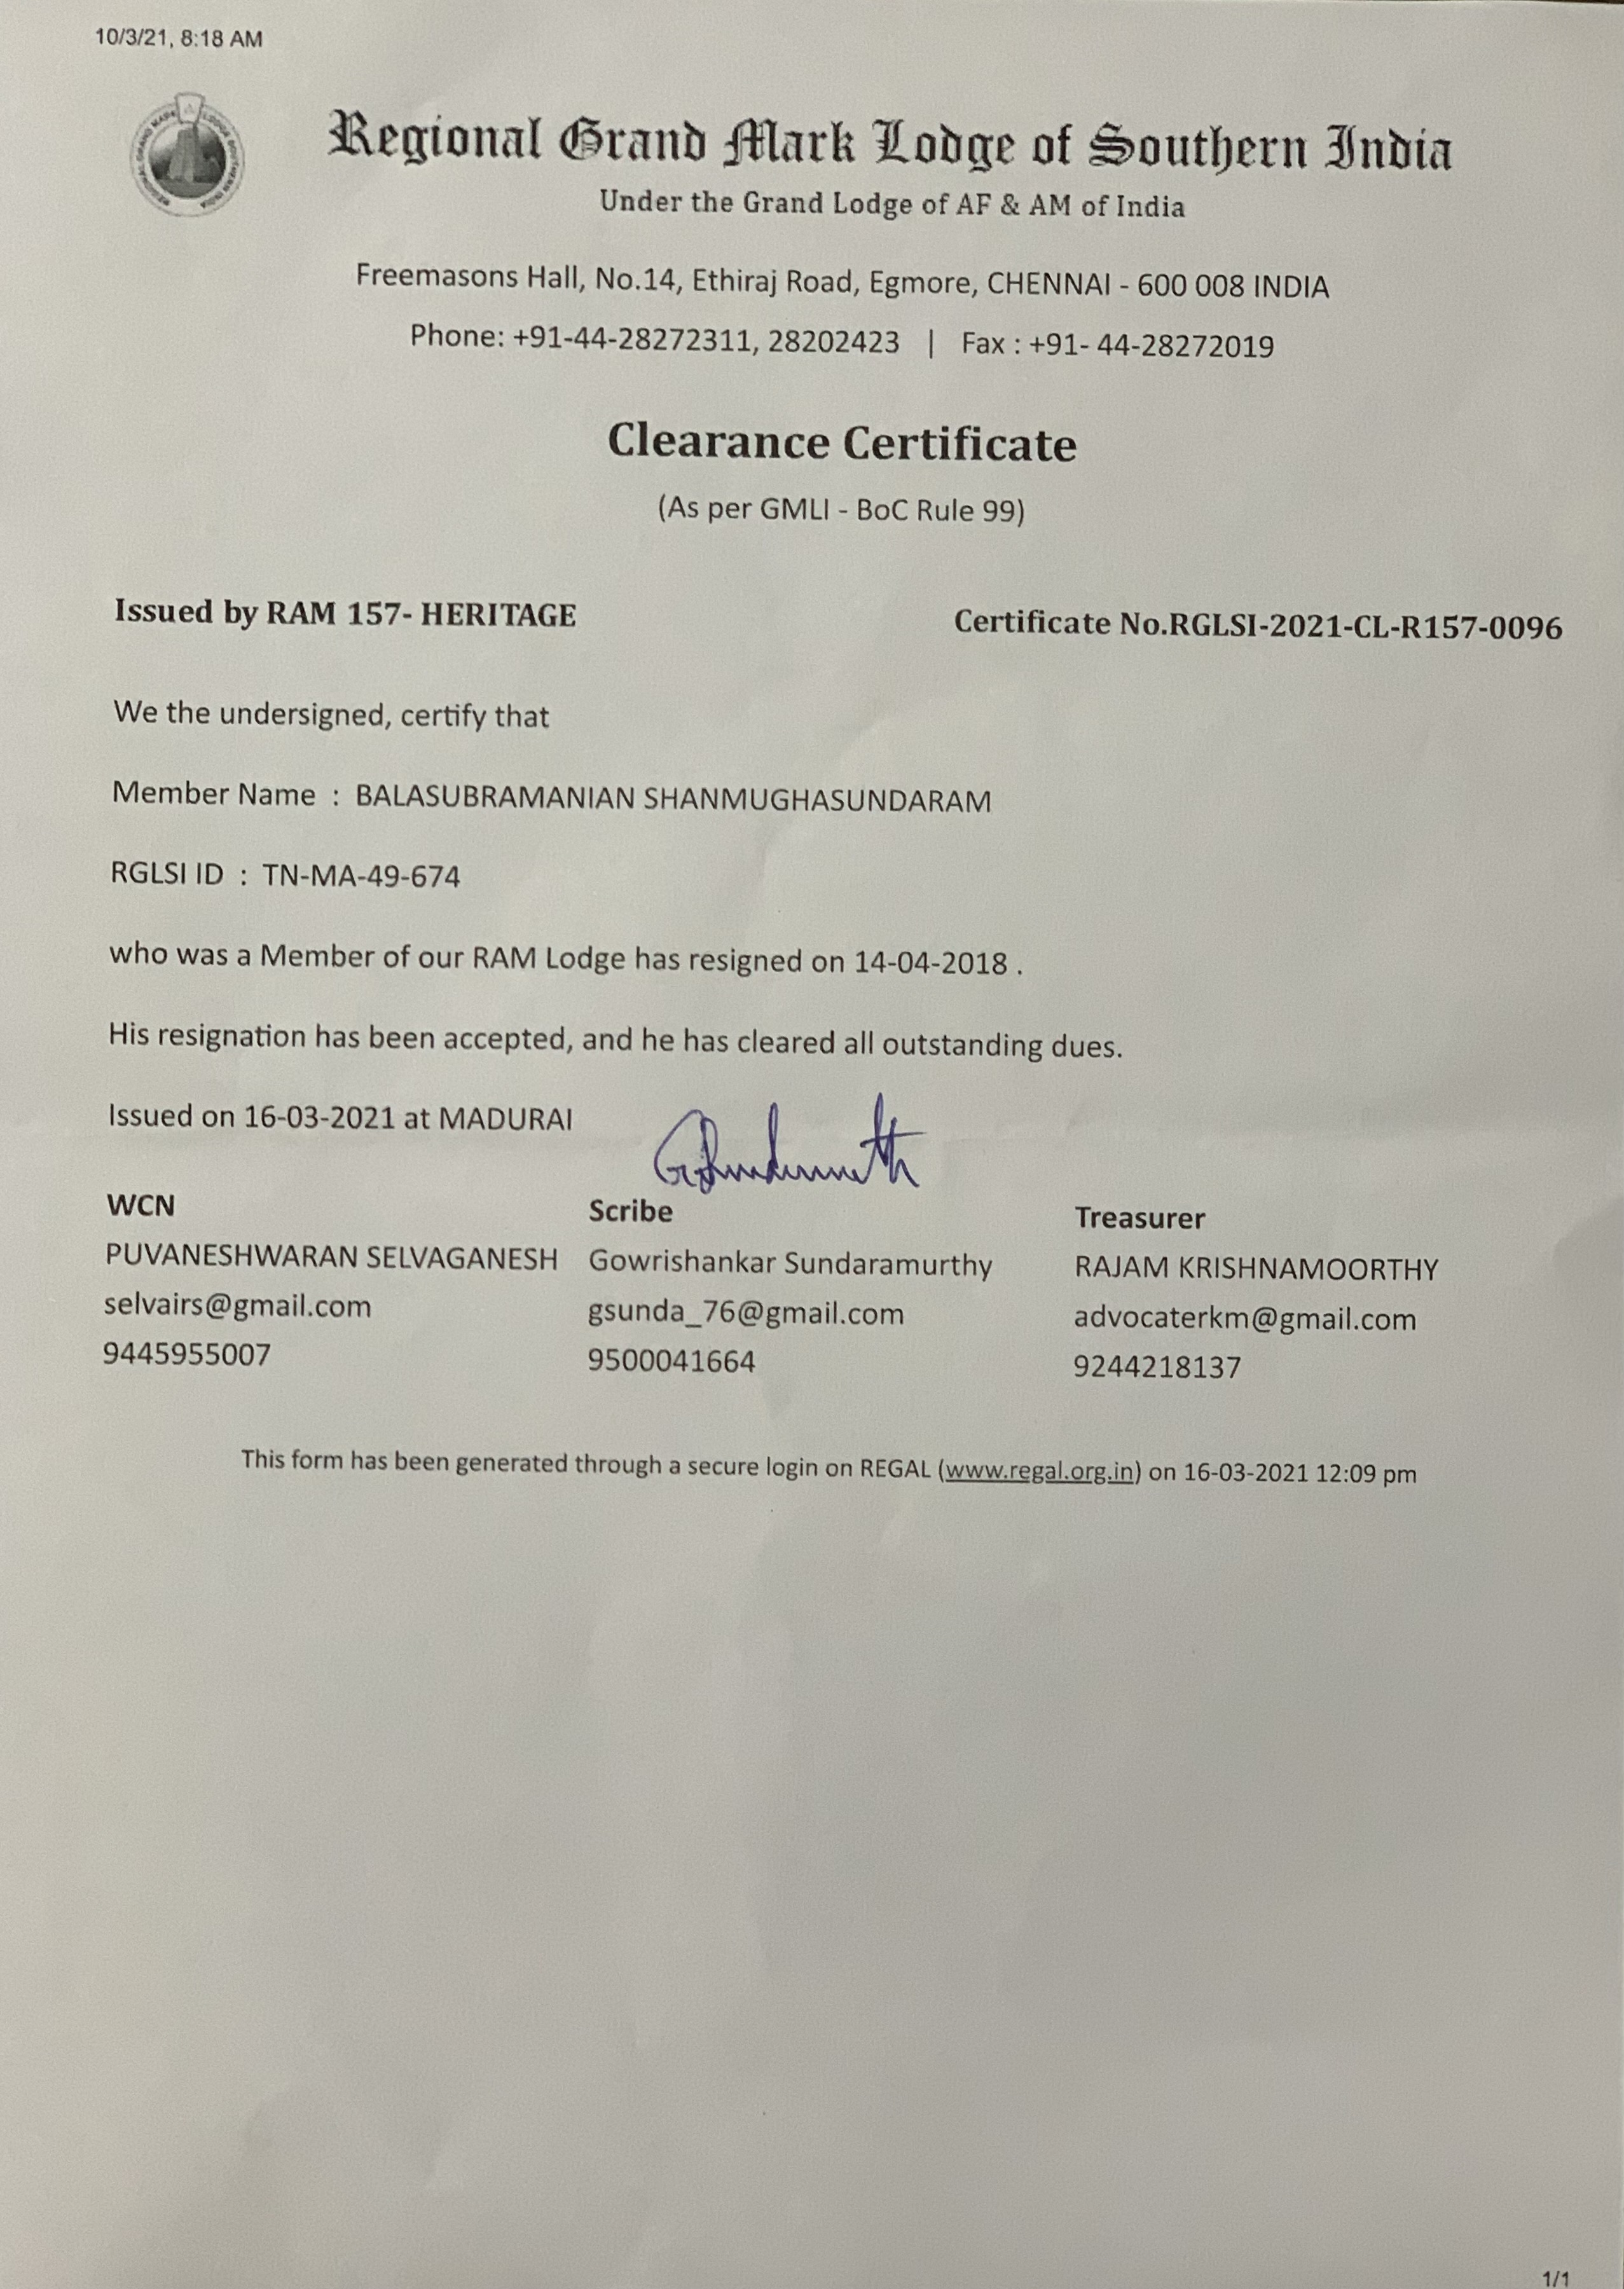 10/3/21, 8:18 AM
Regional Grand Mark Lodge of Southern India
Under the Grand Lodge of AF & AM of India
Freemasons Hall, No.14, Ethiraj Road, Egmore, CHENNAI - 600 008 INDIA
Phone: +91-44-28272311, 28202423 | Fax : +91- 44-28272019
Clearance Certificate
(As per GMLI - BoC Rule 99)
Issued by RAM 157- HERITAGE Certificate No.RGLSI-2021-CL-R157-0096
We the undersigned, certify that
Member Name : BALASUBRAMANIAN SHANMUGHASUNDARAM
RGLSI ID : TN-MA-49-674
who was a Member of our RAM Lodge has resigned on 14-04-2018 .
His resignation has been accepted, and he has cleared all outstanding dues.
Issued on 16-03-2021 at MADURAI
WCN Scribe Treasurer
PUVANESHWARAN SELVAGANESH Gowrishankar Sundaramurthy RAJAM KRISHNAMOORTHY
selvairs@gmail.com gsunda_76@gmail.com advocaterkm@gmail.com
9445955007 9500041664 9244218137
This form has been generated through a secure login on REGAL (www.regal.org.in) on 16-03-2021 12:09 pm
1/1